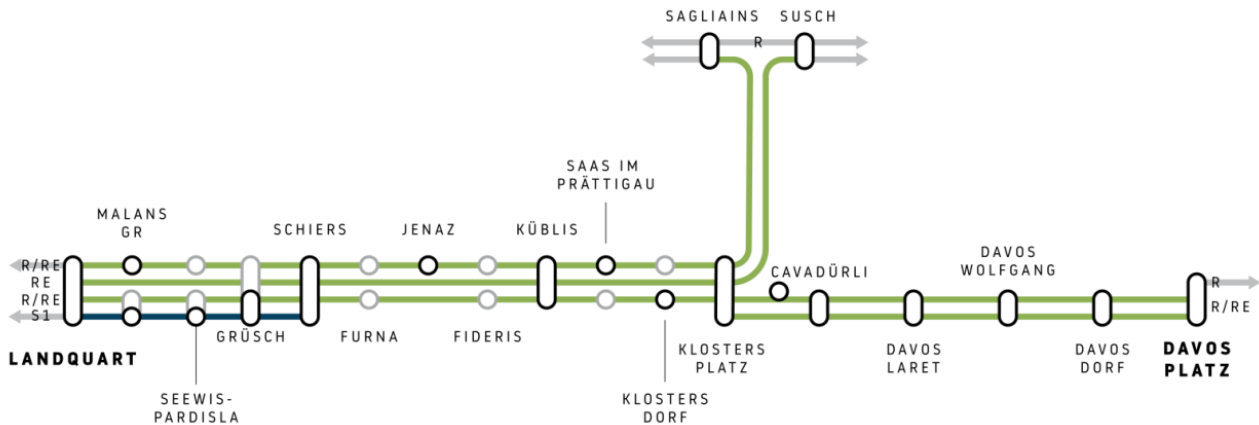 SAGLIAINS SUSCH
R
SAAS IM
PRÄTTIGAU
MALANS
GR
SCHIERS
JENAZ
KÜBLIS
DAVOS
WOLFGANG
CAVADÜRLI
R/RE
RE
R/RE
S1
R
R/RE
GRÜSCH
FURNA
FIDERIS
LANDQUART
KLOSTERS
PLATZ
DAVOS
LARET
DAVOS
DORF
DAVOS
PLATZ
SEEWIS-
PARDISLA
KLOSTERS
DORF